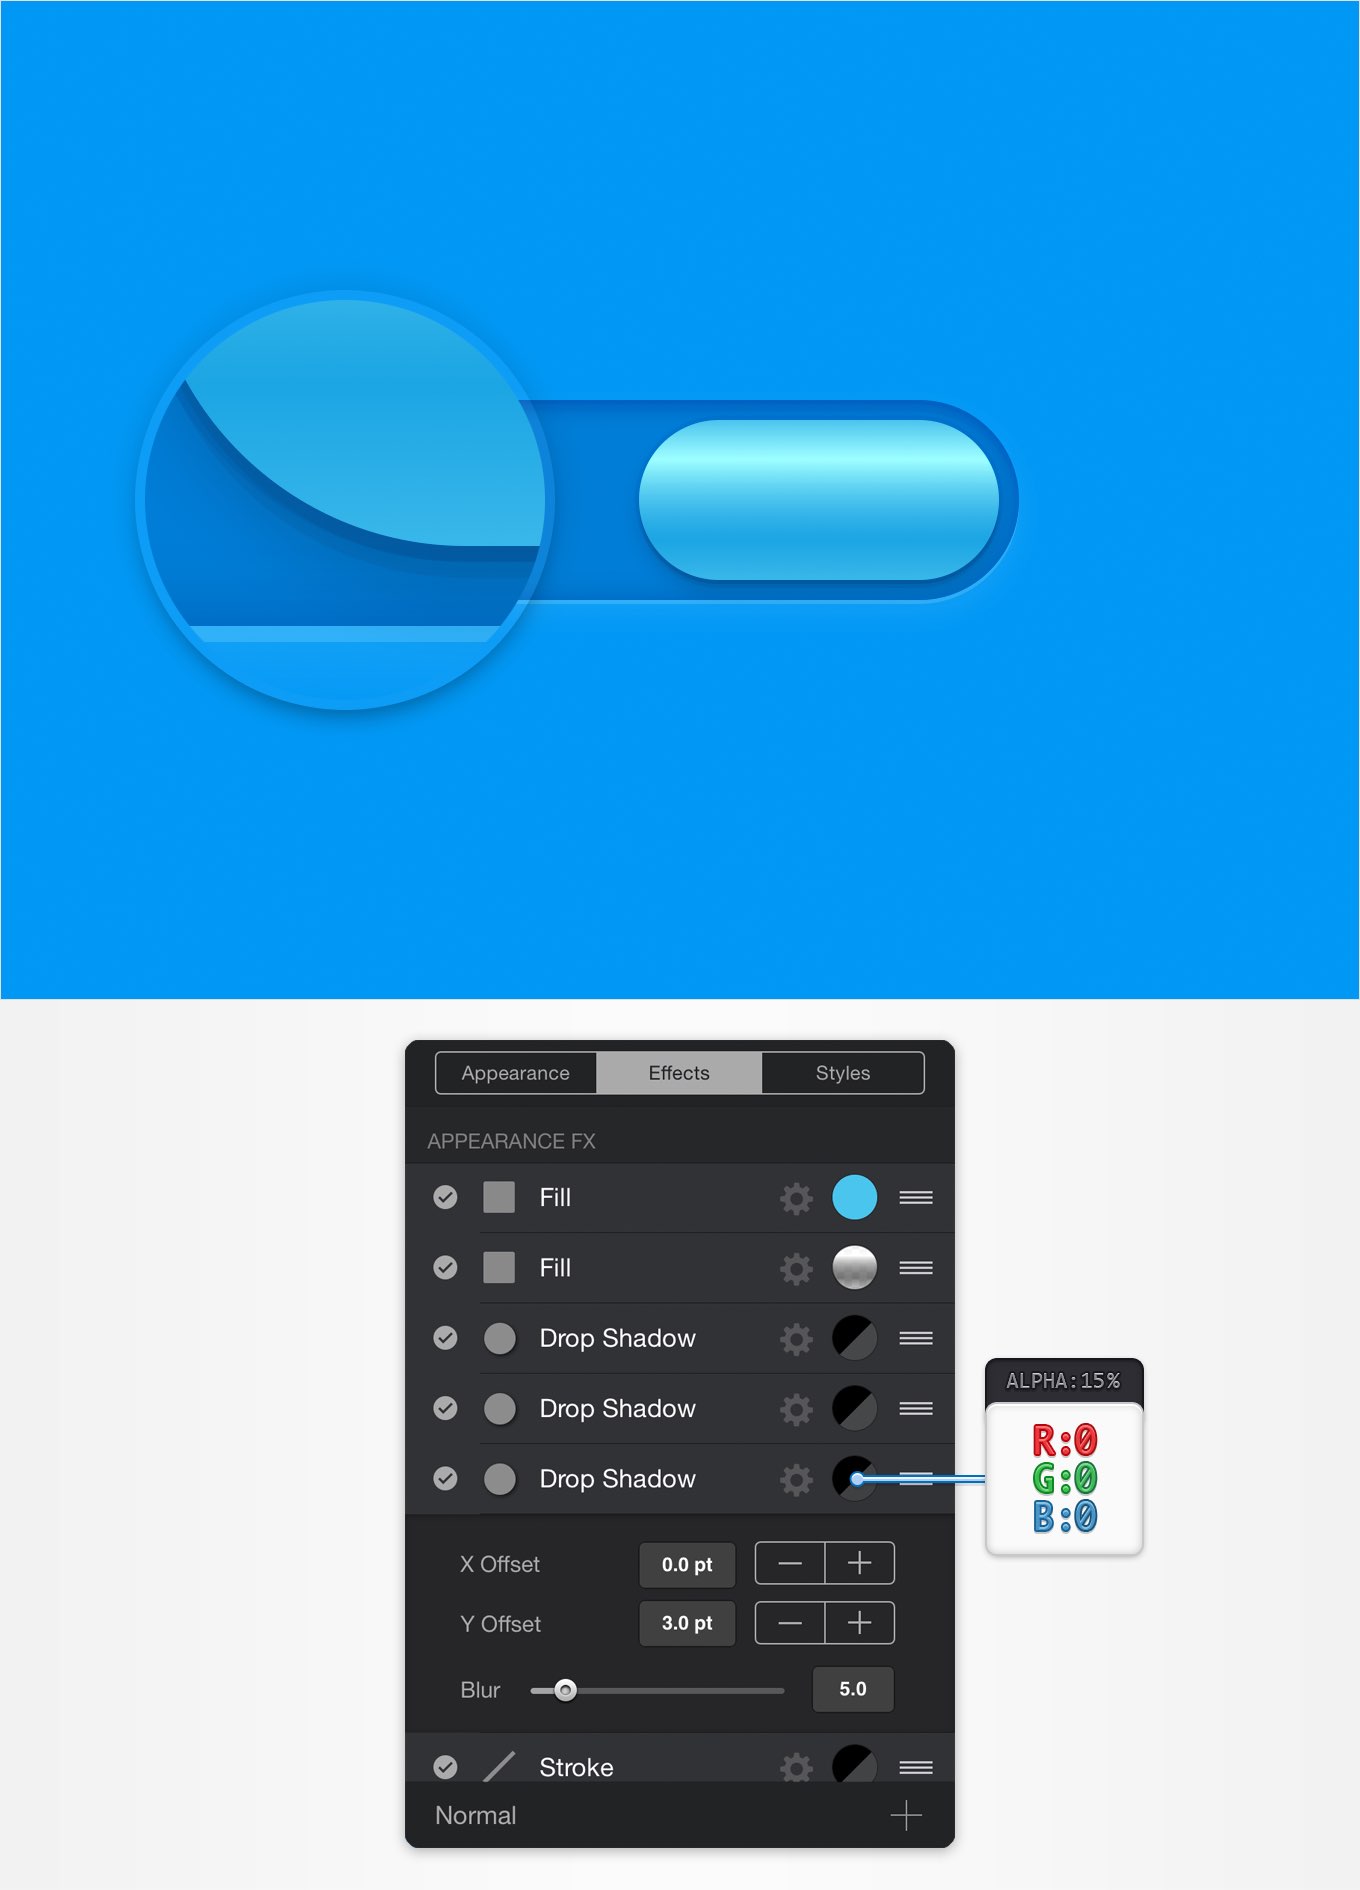 Appearance Effects Styles
APPEARANCE FX
Fill
Fill
Drop Shadow
Drop Shadow
Drop Shadow
ALPHA:15%
R:0
G:0
B:0
X Offset 0.0 pt
Y Offset 3.0 pt
Blur 5.0
Stroke
Normal